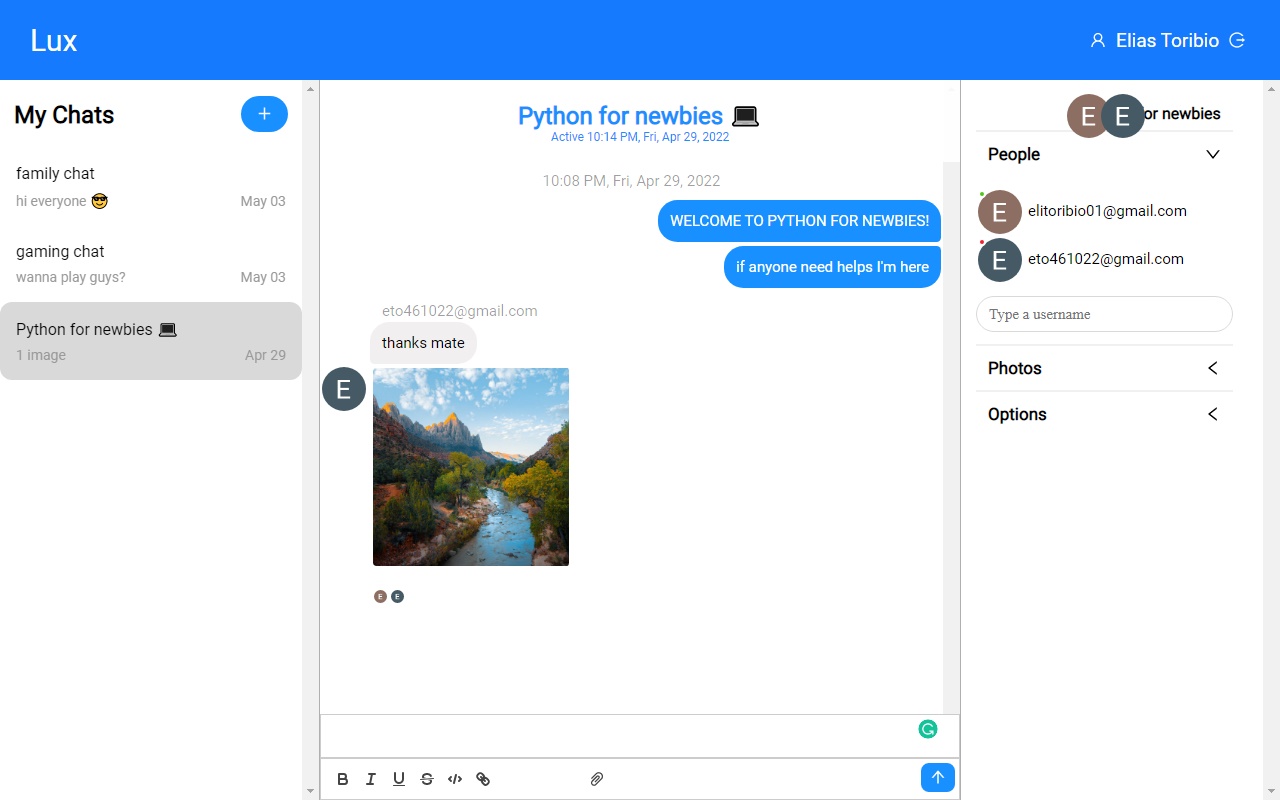 Lux
Elias Toribio
My Chats
+
family chat
hi everyone 😎
May 03
gaming chat
wanna play guys?
May 03
Python for newbies 💻
1 image
Apr 29
Python for newbies 💻
Active 10:14 PM, Fri, Apr 29, 2022
10:08 PM, Fri, Apr 29, 2022
WELCOME TO PYTHON FOR NEWBIES!
if anyone need helps I'm here
eto461022@gmail.com
thanks mate
E
E E
B I U S </>
E E or newbies
People
E elitoribio01@gmail.com
E eto461022@gmail.com
Type a username
Photos
Options